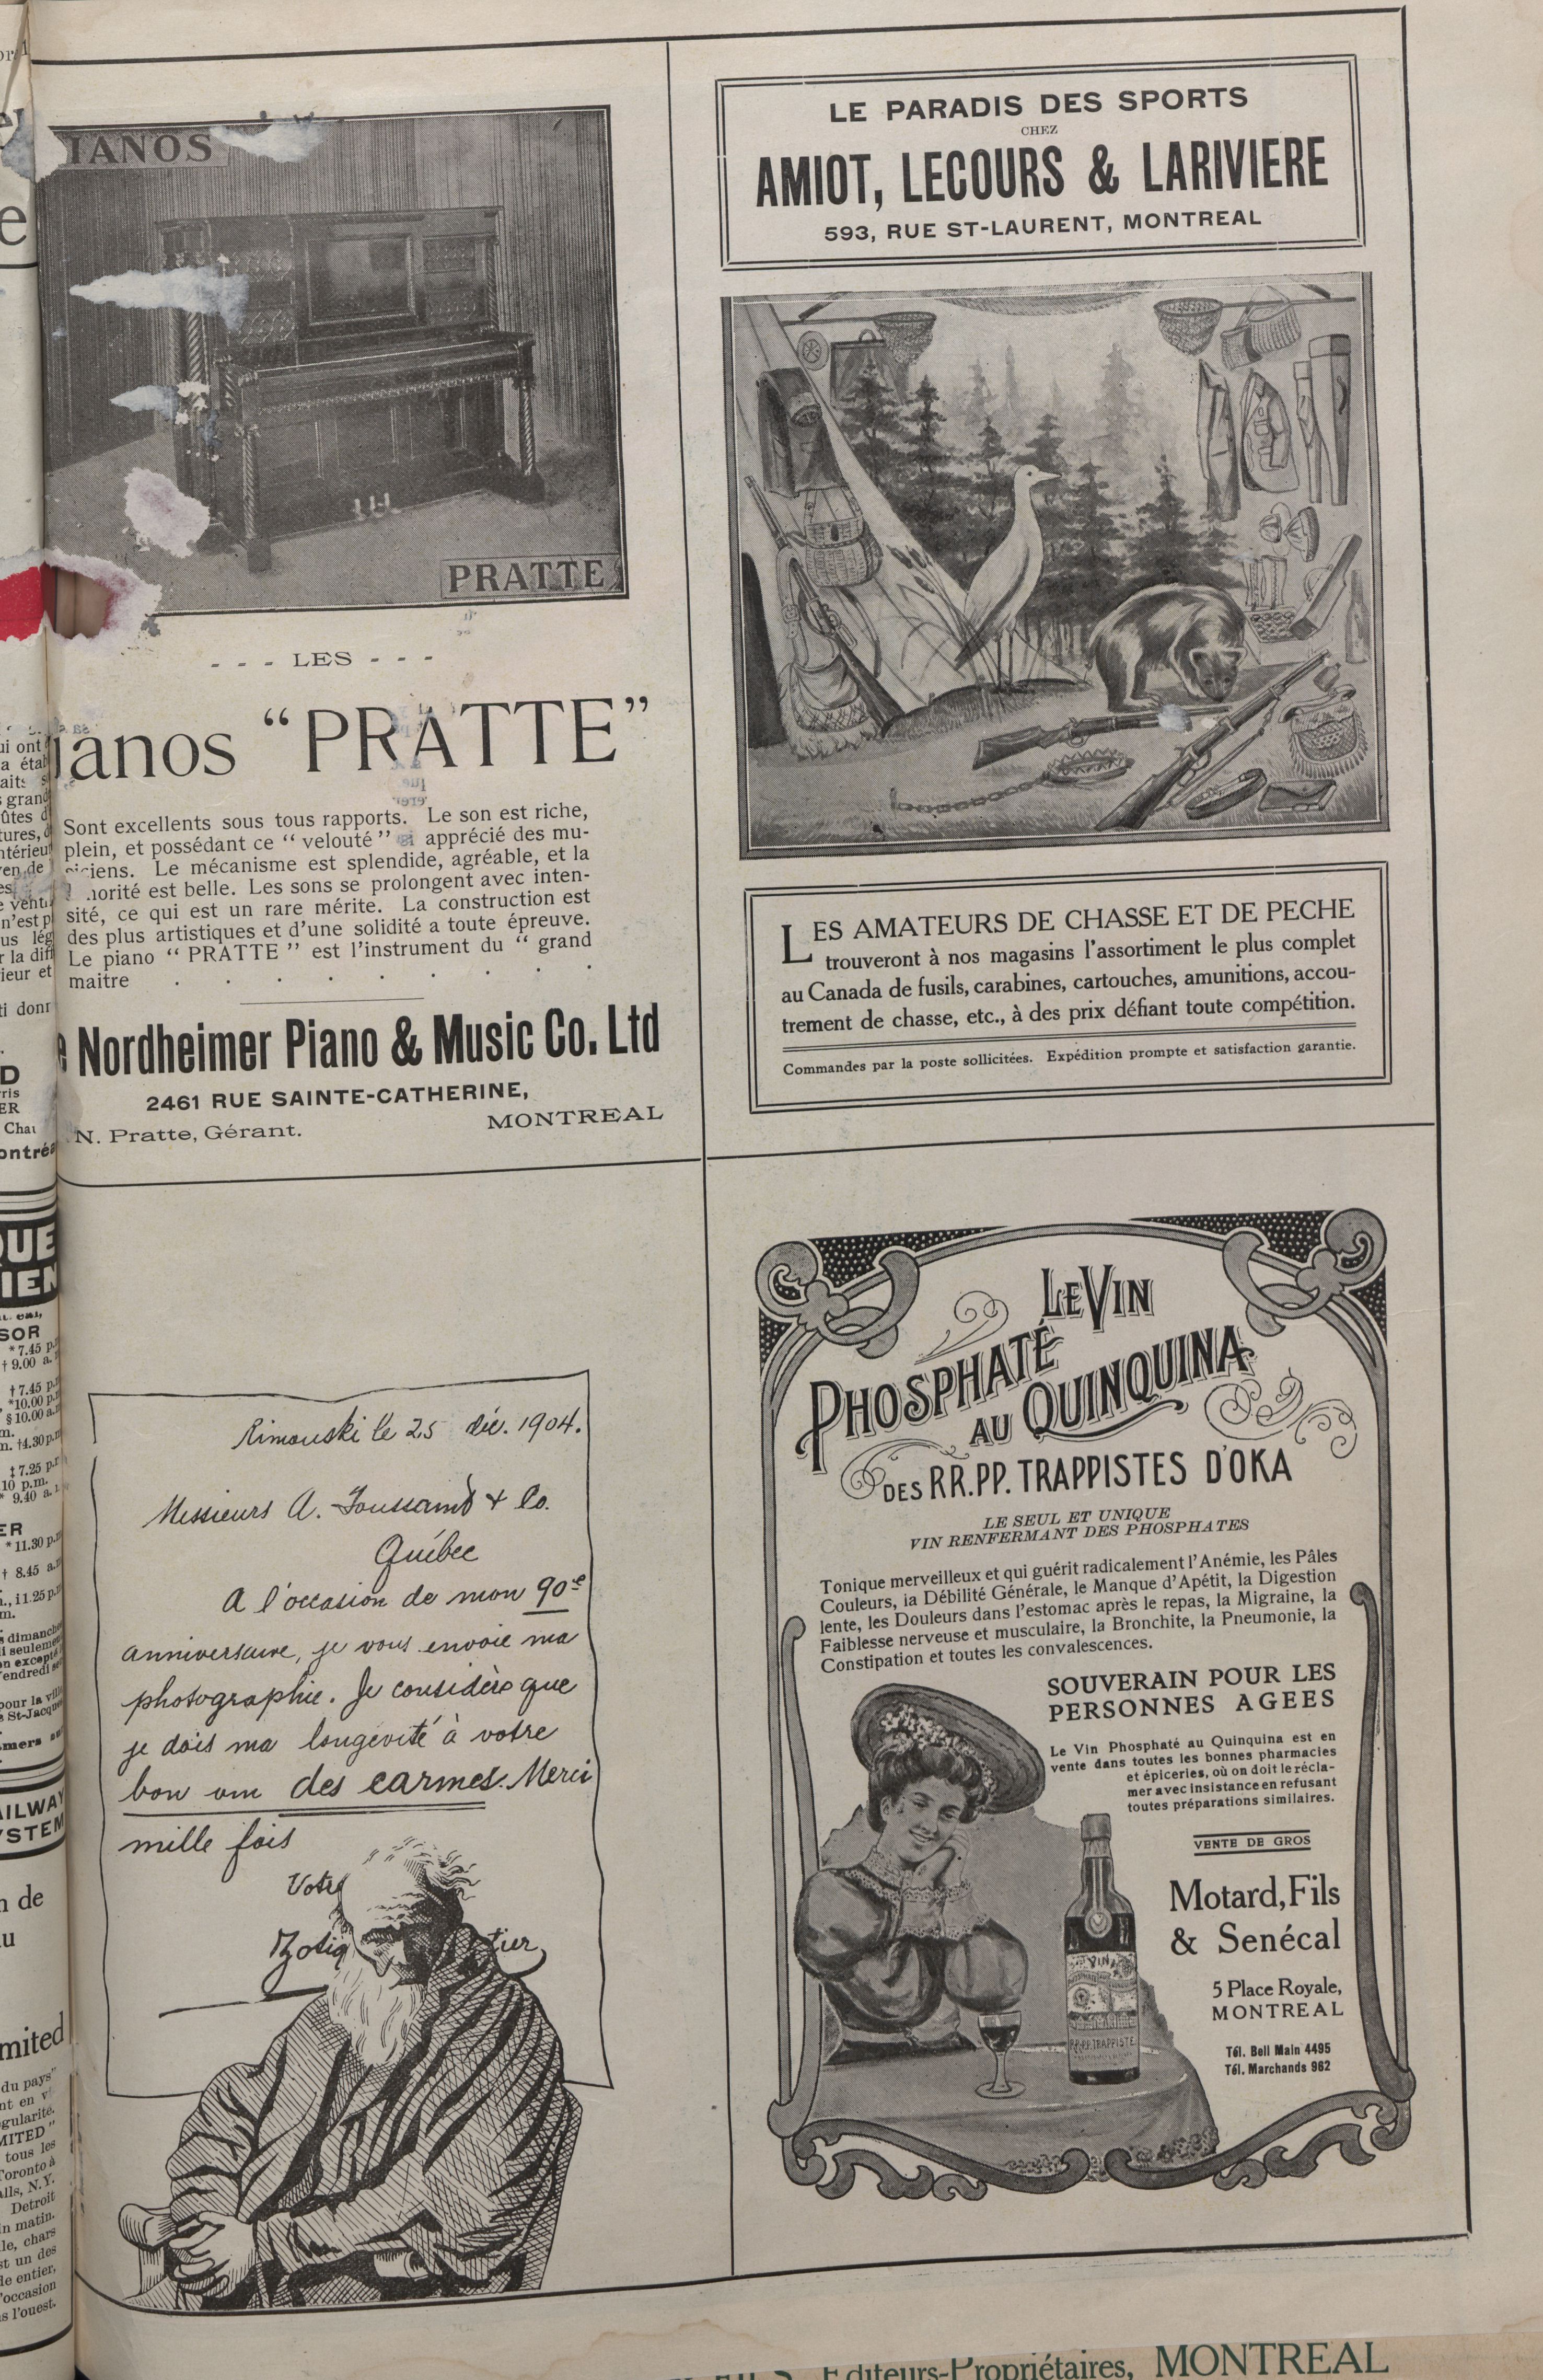 IANOS
PRATTE
- - - LES - - -
ianos "PRATTE"
Sont excellents sous tous rapports. Le son est riche,
plein, et possédant ce "velouté" si apprécié des mu-
siciens. Le mécanisme est splendide, agréable, et la
norité est belle. Les sons se prolongent avec inten-
sité, ce qui est un rare mérite. La construction est
des plus artistiques et d'une solidité a toute épreuve.
Le piano "PRATTE" est l'instrument du "grand
maitre . . . . . . . . .
e Nordheimer Piano & Music Co. Ltd
2461 RUE SAINTE-CATHERINE,
MONTREAL
N. Pratte, Gérant.
Rimouski le 25 déc. 1904.
Messieurs A. Toussaint & Co.
Québec
A l'occasion de mon 90e
anniversaire, je vous envoie ma
photographie. Je considère que
je dois ma longévité à votre
bon vin des carmes. Merci
mille fois
Votre
Zotiq tier
LE PARADIS DES SPORTS
CHEZ
AMIOT, LECOURS & LARIVIERE
593, RUE ST-LAURENT, MONTREAL
LES AMATEURS DE CHASSE ET DE PECHE
trouveront à nos magasins l'assortiment le plus complet
au Canada de fusils, carabines, cartouches, amunitions, accou-
trement de chasse, etc., à des prix défiant toute compétition.
Commandes par la poste sollicitées. Expédition prompte et satisfaction garantie.
LE VIN
PHOSPHATÉ
AU QUINQUINA
DES RR.PP. TRAPPISTES D'OKA
LE SEUL ET UNIQUE
VIN RENFERMANT DES PHOSPHATES
Tonique merveilleux et qui guérit radicalement l'Anémie, les Pâles
Couleurs, ia Débilité Générale, le Manque d'Apétit, la Digestion
lente, les Douleurs dans l'estomac après le repas, la Migraine, la
Faiblesse nerveuse et musculaire, la Bronchite, la Pneumonie, la
Constipation et toutes les convalescences.
SOUVERAIN POUR LES
PERSONNES AGEES
Le Vin Phosphaté au Quinquina est en
vente dans toutes les bonnes pharmacies
et épiceries, où on doit le récla-
mer avec insistance en refusant
toutes préparations similaires.
VENTE DE GROS
Motard, Fils
& Senécal
5 Place Royale,
MONTREAL
Tél. Bell Main 4495
Tél. Marchands 962
VIN
RR.PP. TRAPPISTE
Editeurs-Propriétaires, MONTREAL